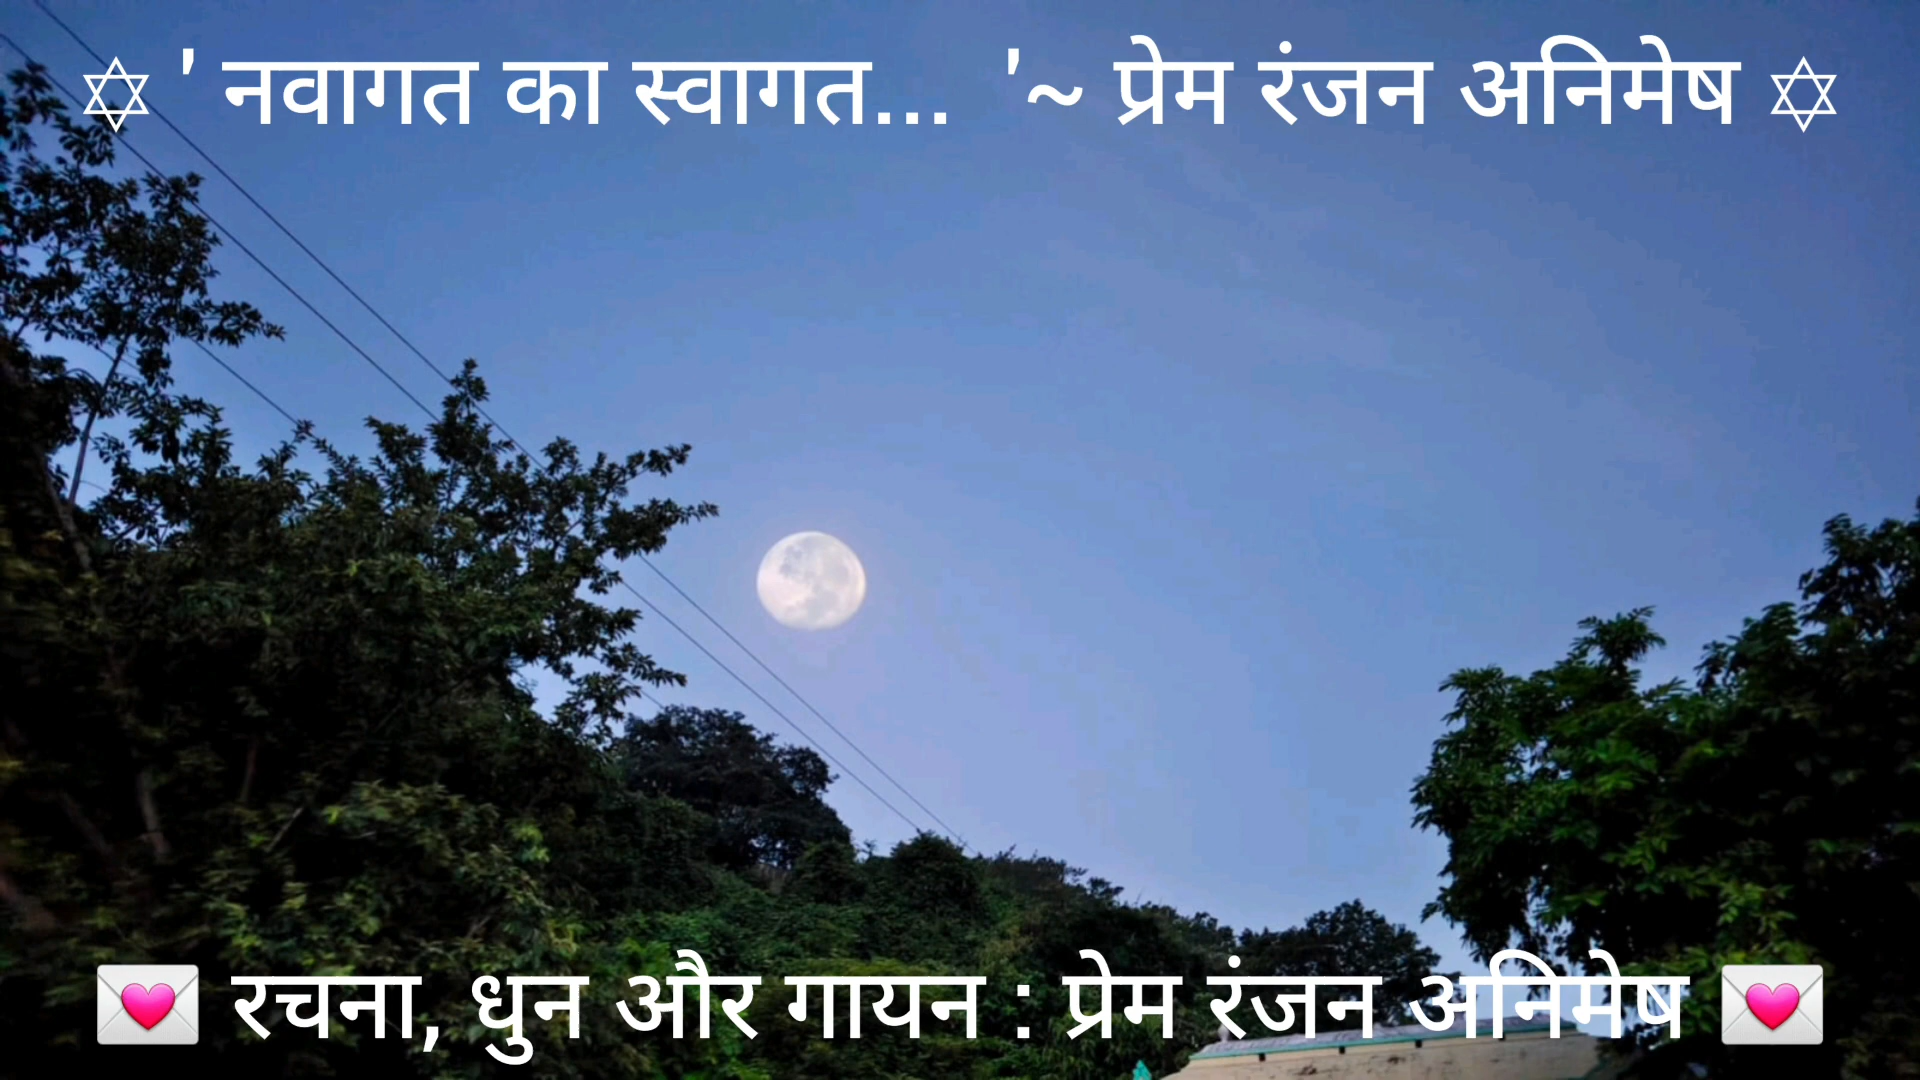 ✡ ' नवागत का स्वागत... '~ प्रेम रंजन अनिमेष ✡
💌 रचना, धुन और गायन : प्रेम रंजन अनिमेष 💌